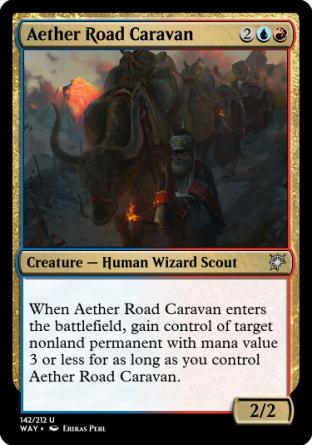 Aether Road Caravan 2
Creature — Human Wizard Scout
When Aether Road Caravan enters
the battlefield, gain control of target
nonland permanent with mana value
3 or less for as long as you control
Aether Road Caravan.
2/2
142/212 U
WAY • Erikas Perl